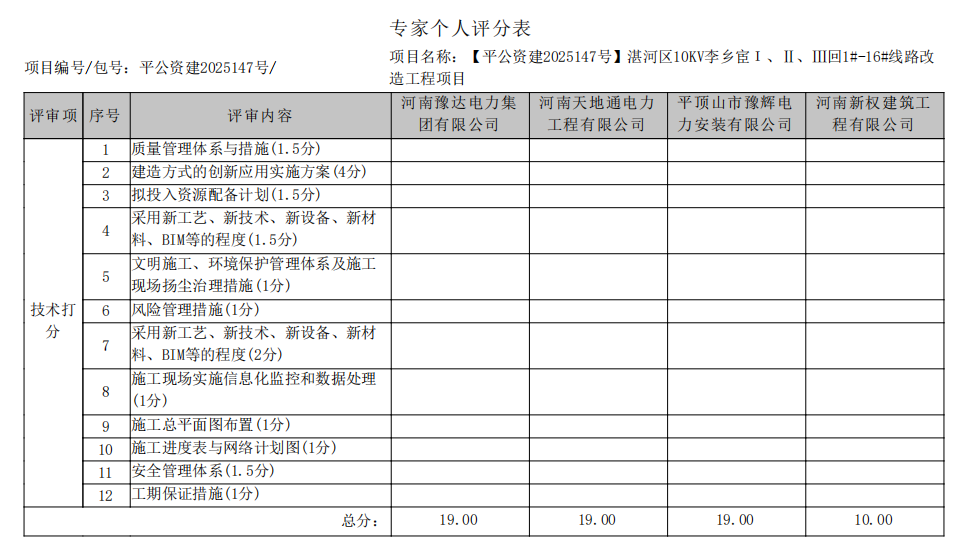 专家个人评分表
项目编号/包号: 平公资建2025147号/
项目名称: 【平公资建2025147号】湛河区10KV李乡宦Ⅰ、Ⅱ、Ⅲ回1#-16#线路改
造工程项目
评审项 序号 评审内容 河南豫达电力集 河南天地通电力 平顶山市豫辉电 河南新权建筑工
团有限公司 工程有限公司 力安装有限公司 程有限公司
技术打
分
1 质量管理体系与措施(1.5分)
2 建造方式的创新应用实施方案(4分)
3 拟投入资源配备计划(1.5分)
4 采用新工艺、新技术、新设备、新材
料、BIM等的程度(1.5分)
5 文明施工、环境保护管理体系及施工
现场扬尘治理措施(1分)
6 风险管理措施(1分)
7 采用新工艺、新技术、新设备、新材
料、BIM等的程度(2分)
8 施工现场实施信息化监控和数据处理
(1分)
9 施工总平面图布置(1分)
10 施工进度表与网络计划图(1分)
11 安全管理体系(1.5分)
12 工期保证措施(1分)
总分: 19.00 19.00 19.00 10.00